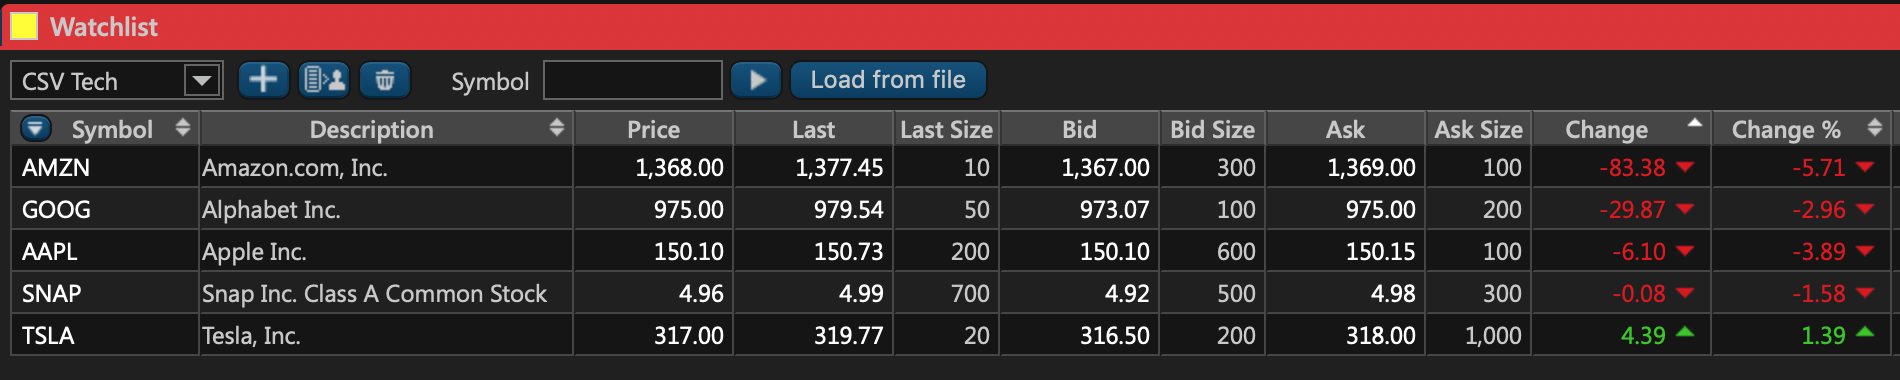 Watchlist
CSV Tech Symbol Load from file
Symbol Description Price Last Last Size Bid Bid Size Ask Ask Size Change Change %
AMZN Amazon.com, Inc. 1,368.00 1,377.45 10 1,367.00 300 1,369.00 100 -83.38 -5.71
GOOG Alphabet Inc. 975.00 979.54 50 973.07 100 975.00 200 -29.87 -2.96
AAPL Apple Inc. 150.10 150.73 200 150.10 600 150.15 100 -6.10 -3.89
SNAP Snap Inc. Class A Common Stock 4.96 4.99 700 4.92 500 4.98 300 -0.08 -1.58
TSLA Tesla, Inc. 317.00 319.77 20 316.50 200 318.00 1,000 4.39 1.39